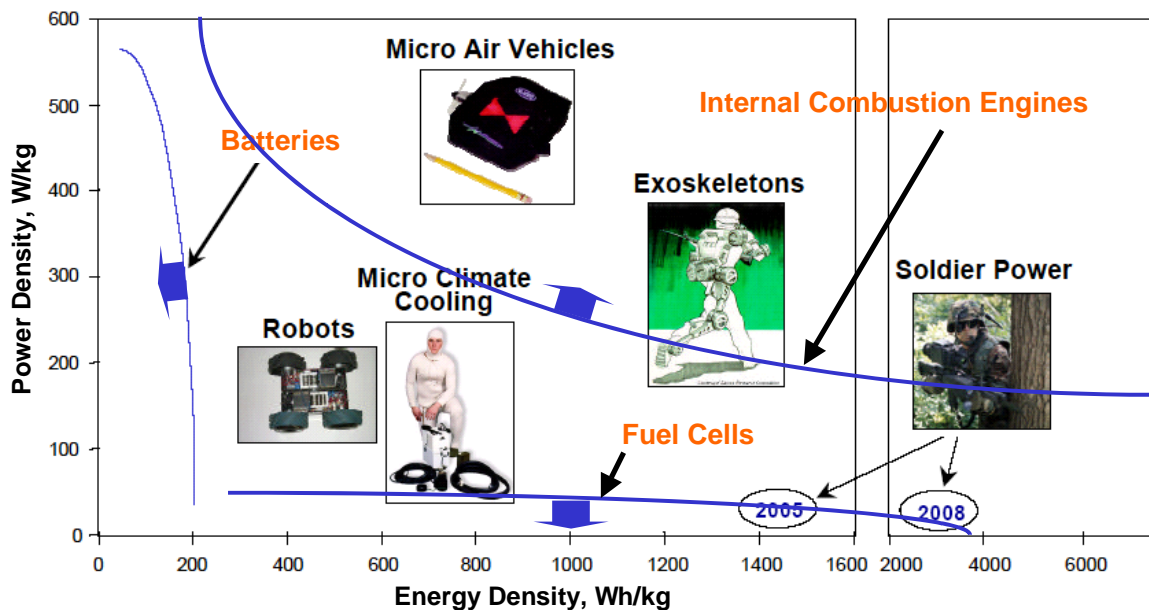 600
500
400
300
200
100
0
Power Density, W/kg
Micro Air Vehicles
Internal Combustion Engines
Batteries
Exoskeletons
Soldier Power
Micro Climate
Cooling
Robots
Fuel Cells
2005
2008
0 200 400 600 800 1000 1200 1400 1600 2000 4000 6000
Energy Density, Wh/kg